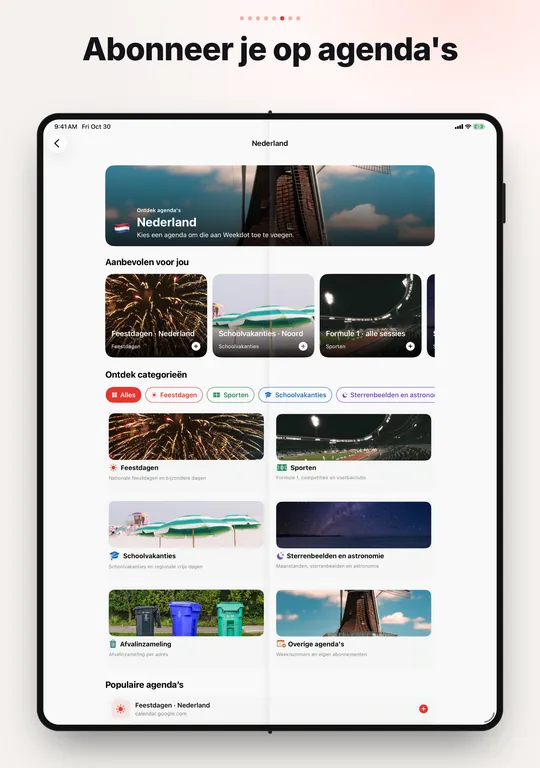 Abonneer je op agenda's
9:41 AM Fri Oct 30
Nederland
Ontdek agenda's
Nederland
Kies een agenda om die aan Weekdot toe te voegen.
Aanbevolen voor jou
Feestdagen · Nederland
Feestdagen
Schoolvakanties · Noord
Schoolvakanties
Formule 1 · alle sessies
Sporten
Ontdek categorieën
Alles
Feestdagen
Sporten
Schoolvakanties
Sterrenbeelden en astrono
Feestdagen
Nationale feestdagen en bijzondere dagen
Sporten
Formule 1, competities en voetbalclubs
Schoolvakanties
Schoolvakanties en regionale vrije dagen
Sterrenbeelden en astronomie
Maanstanden, sterrenbeelden en astronomie
Afvalinzameling
Afvalinzameling per adres
Overige agenda's
Weeknummers en eigen abonnementen
Populaire agenda's
Feestdagen · Nederland
calendar.google.com